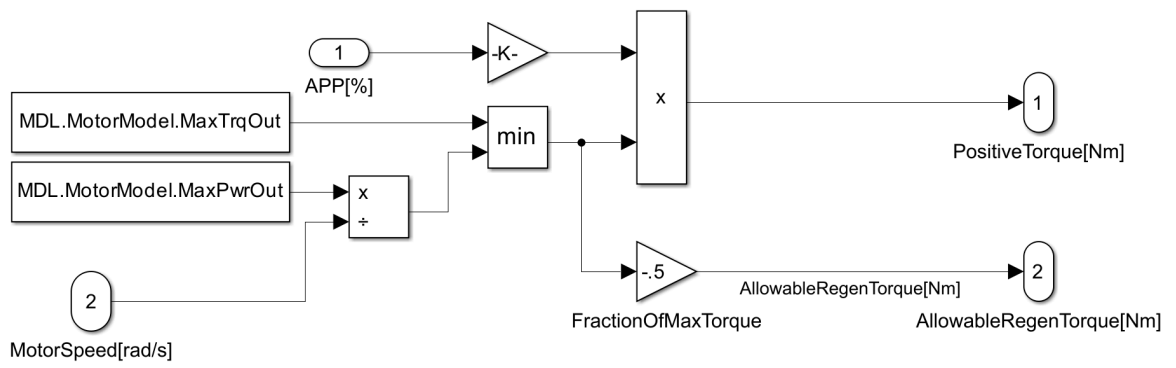 1
APP[%]
-K-
MDL.MotorModel.MaxTrqOut
min
x
1
PositiveTorque[Nm]
MDL.MotorModel.MaxPwrOut
x
÷
2
MotorSpeed[rad/s]
-.5
FractionOfMaxTorque
AllowableRegenTorque[Nm]
2
AllowableRegenTorque[Nm]